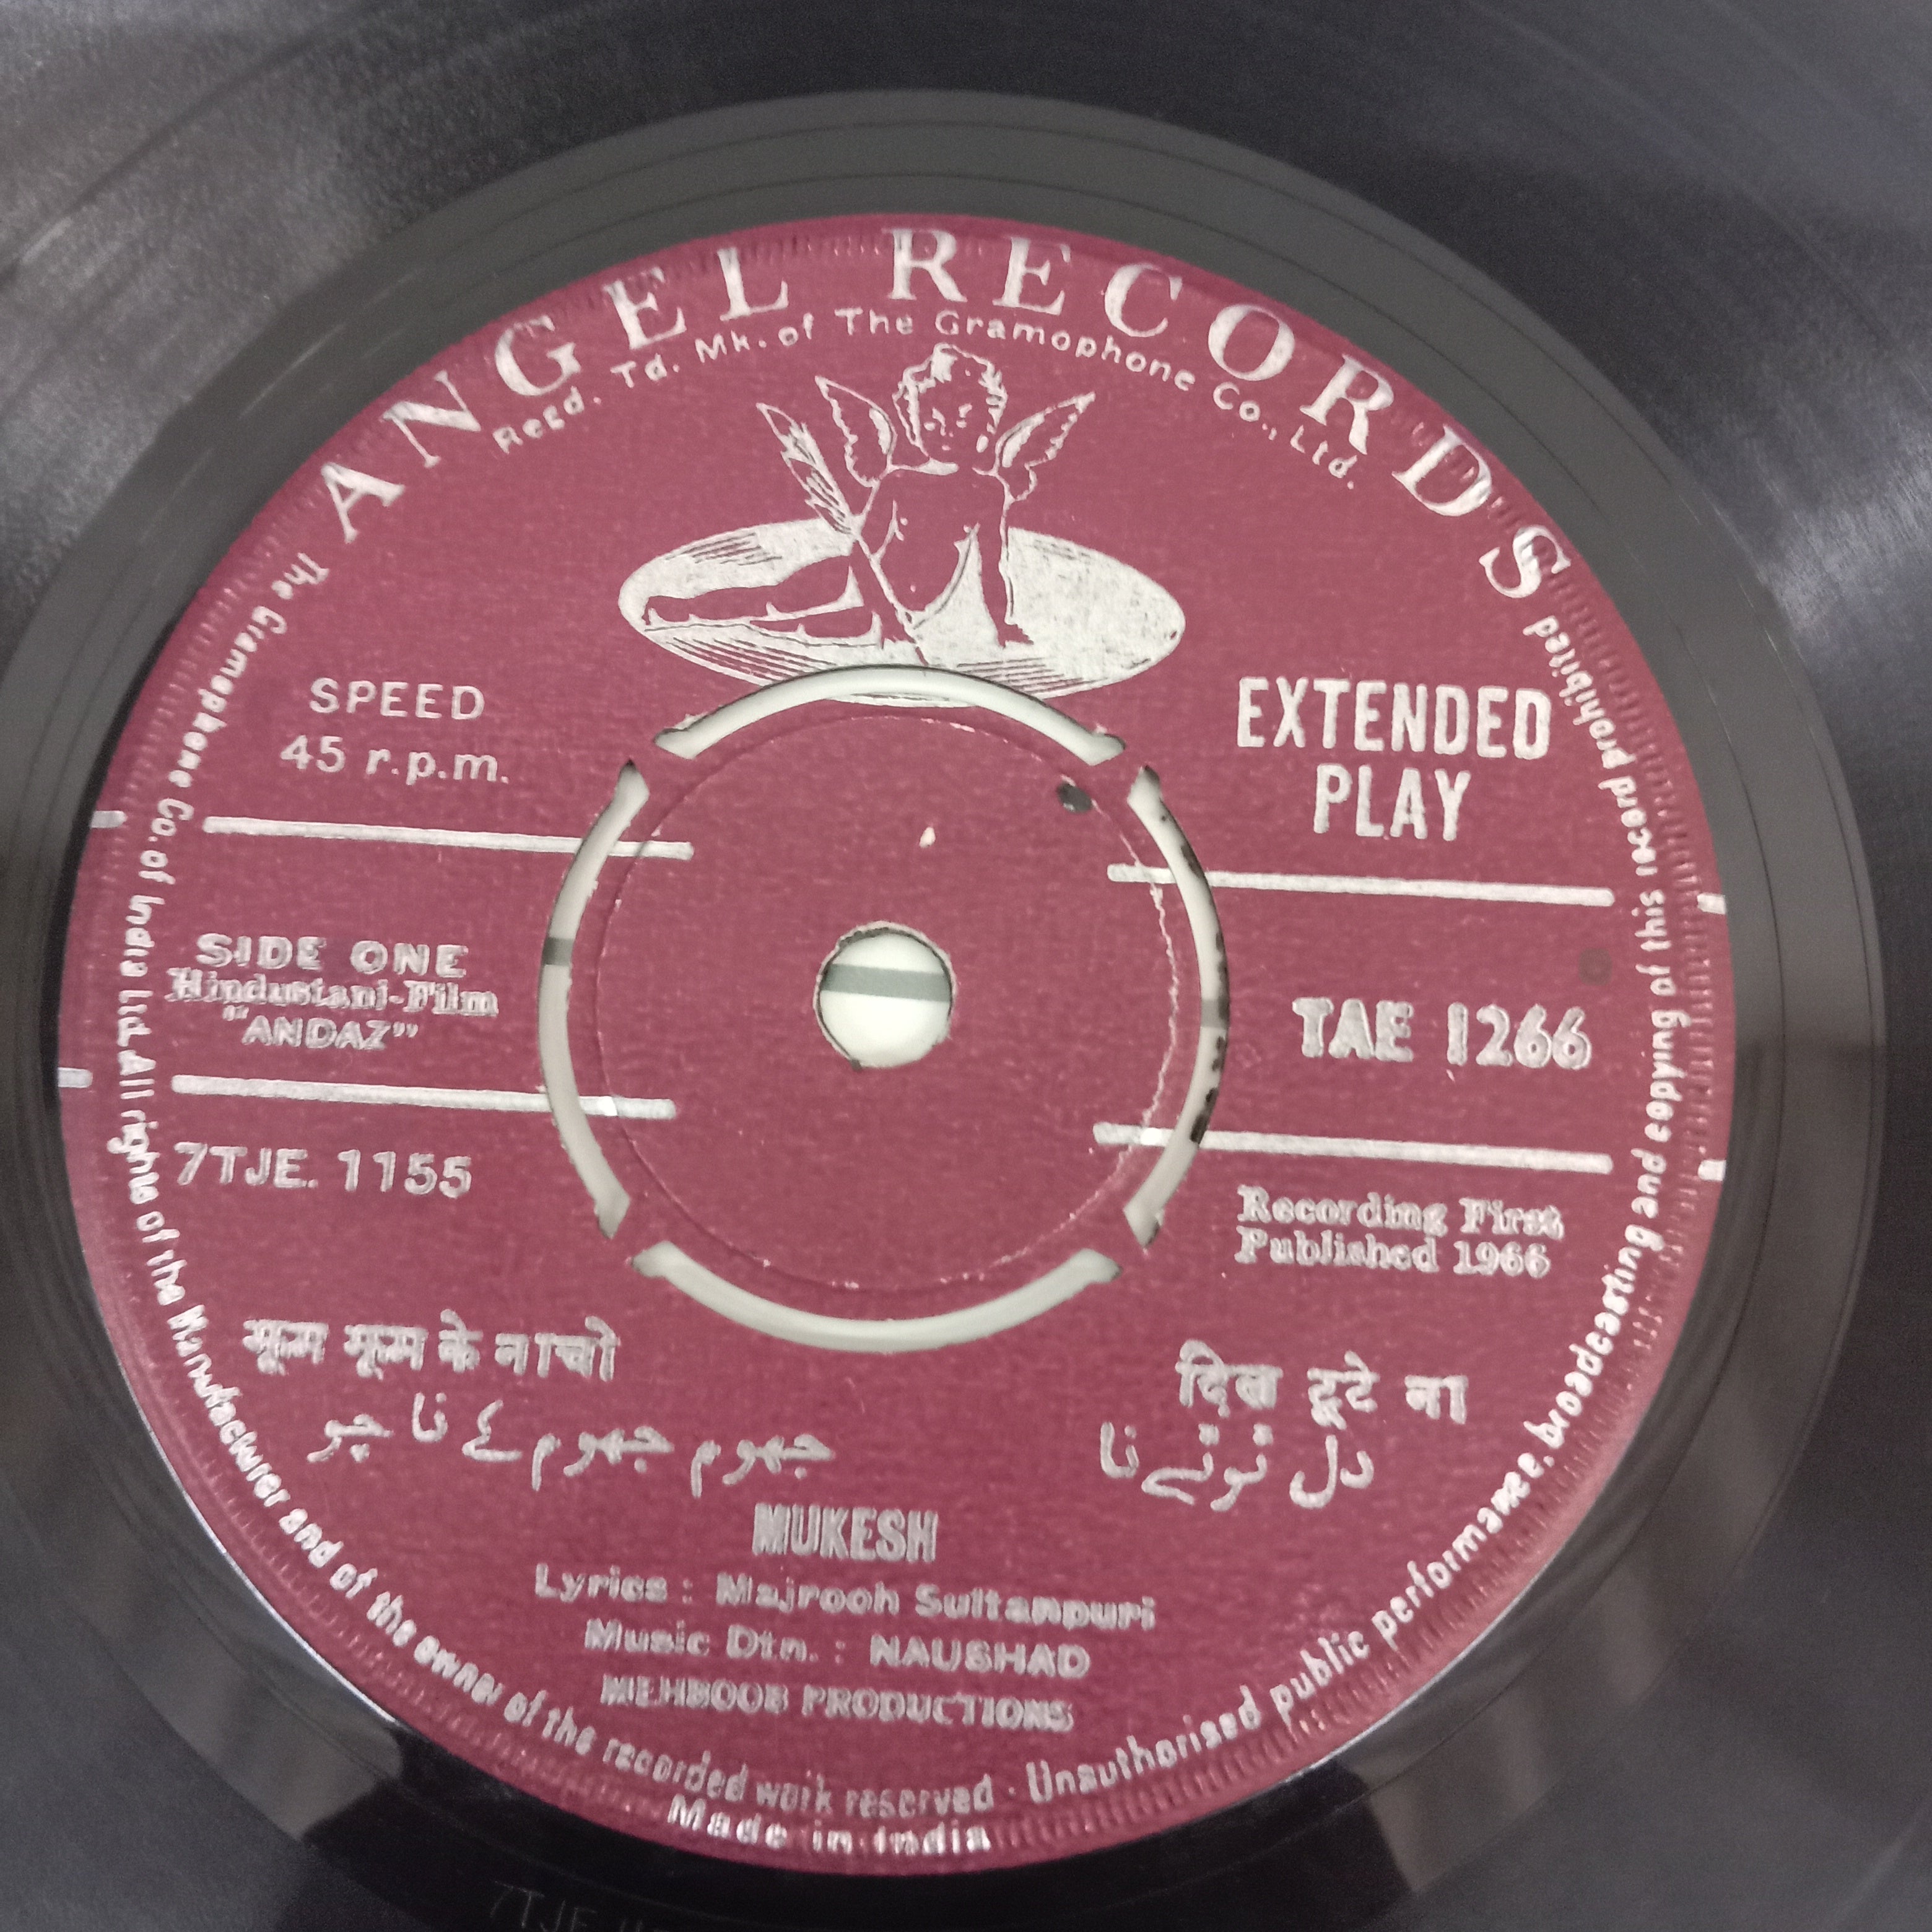 ANGEL RECORDS
Regd. Td. Mk. of The Gramophone Co., Ltd.
SPEED
45 r.p.m.
EXTENDED
PLAY
SIDE ONE
Hindustani-Film
"ANDAZ"
TAE 1266
7TJE. 1155
Recording First
Published 1966
झूम झूम के नाचो
جھوم جھوم کے نا چو
दिल टूटे ना
دل ٹوٹے نا
MUKESH
Lyrics : Majrooh Sultanpuri
Music Dtn. : NAUSHAD
MEHBOOB PRODUCTIONS
The Gramophone Co. of India Ltd. All rights of the Manufacturer and of the owner of the recorded work reserved · Unauthorised public performance, broadcasting and copying of this record prohibited
Made in India